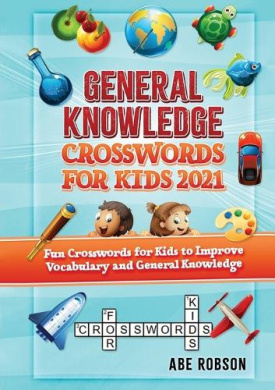 GENERAL
KNOWLEDGE
CROSSWORDS
FOR KIDS 2021
Fun Crosswords for Kids to Improve
Vocabulary and General Knowledge
FOR
KIDS
CROSSWORDS
ABE ROBSON